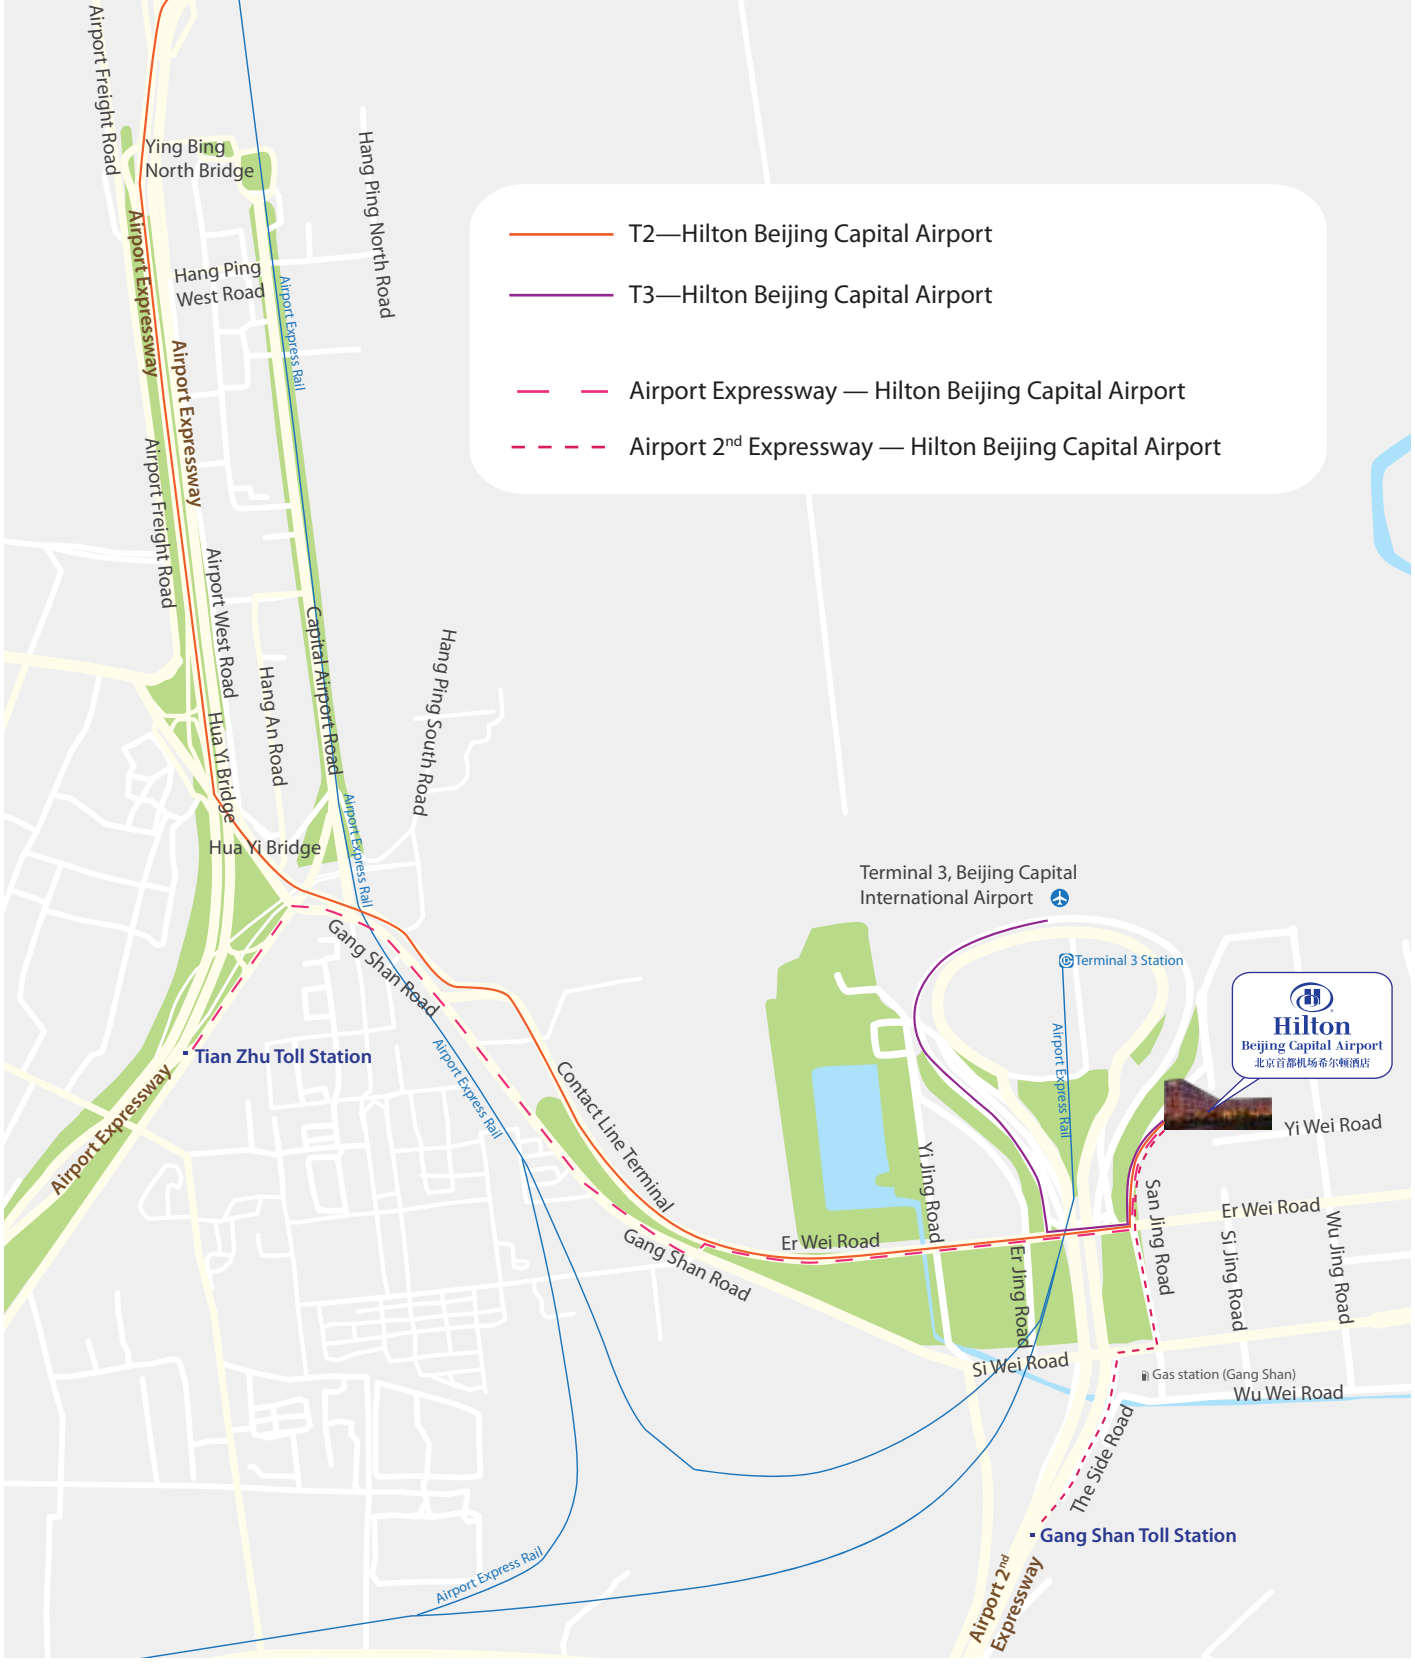 Airport Freight Road
Ying Bing
North Bridge
Hang Ping North Road
Airport Expressway
Hang Ping
West Road
Airport Express Rail
Airport Expressway
T2—Hilton Beijing Capital Airport
T3—Hilton Beijing Capital Airport
Airport Expressway — Hilton Beijing Capital Airport
Airport 2nd Expressway — Hilton Beijing Capital Airport
Airport Freight Road
Airport West Road
Capital Airport Road
Hang An Road
Hang Ping South Road
Hua Yi Bridge
Airport Express Rail
Hua Yi Bridge
Terminal 3, Beijing Capital
International Airport
Gang Shan Road
Terminal 3 Station
Hilton
Beijing Capital Airport
北京首都机场希尔顿酒店
Airport Express Rail
Airport Express Rail
Tian Zhu Toll Station
Airport Expressway
Contact Line Terminal
Yi Wei Road
Yi Jing Road
San Jing Road
Er Wei Road
Er Wei Road
Gang Shan Road
Er Jing Road
Si Jing Road
Wu Jing Road
Si Wei Road
Gas station (Gang Shan)
Wu Wei Road
The Side Road
Gang Shan Toll Station
Airport Express Rail
Airport 2nd
Expressway